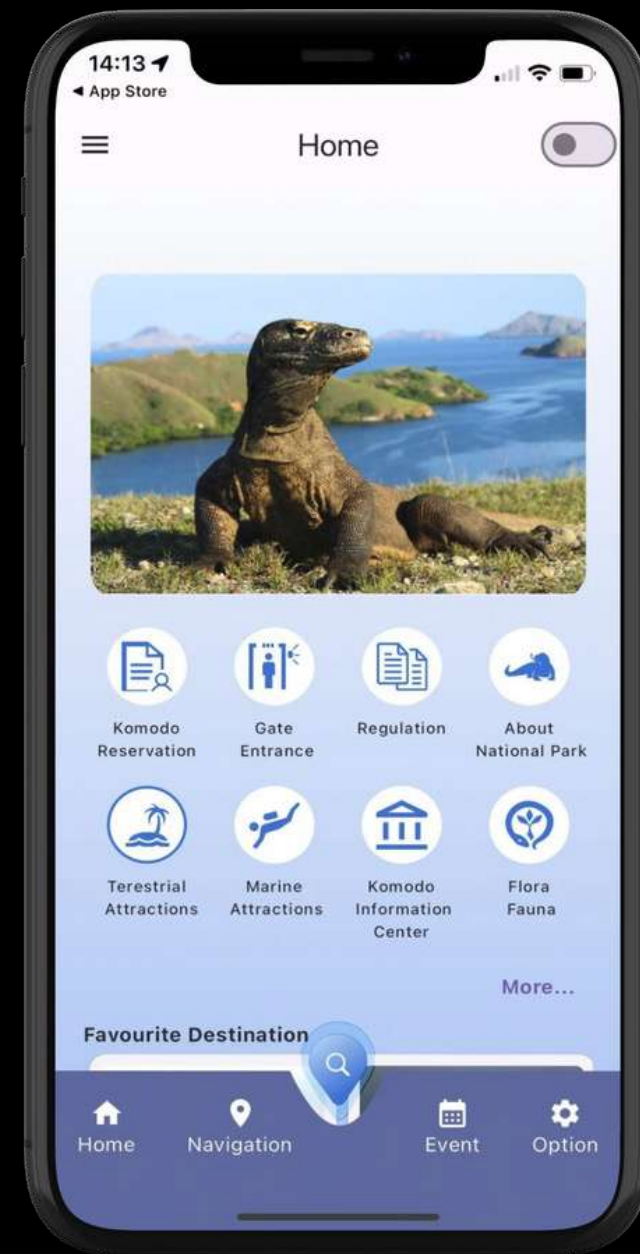 14:13
◀ App Store
Home
Komodo
Reservation
Gate
Entrance
Regulation
About
National Park
Terestrial
Attractions
Marine
Attractions
Komodo
Information
Center
Flora
Fauna
More...
Favourite Destination
Home
Navigation
Event
Option